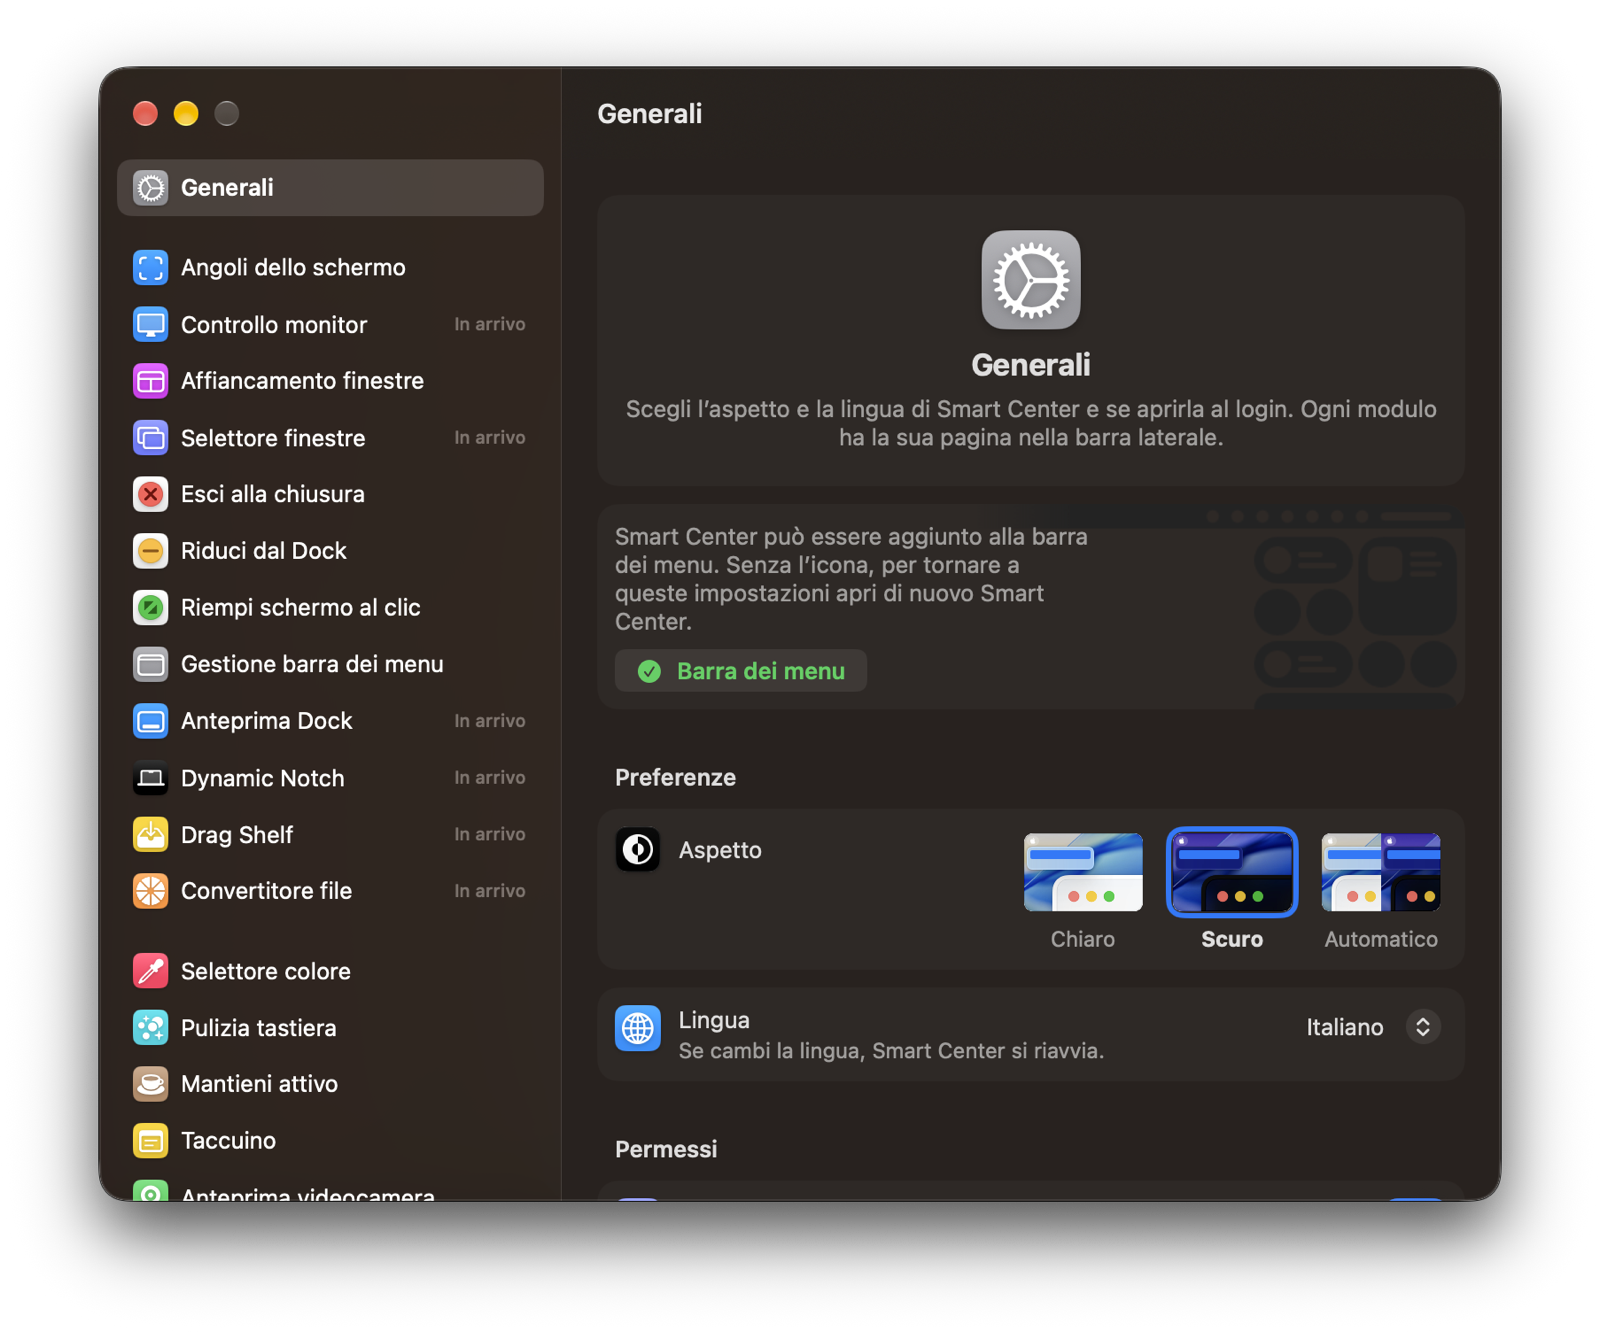 Generali
Generali
Angoli dello schermo
Controllo monitor In arrivo
Affiancamento finestre
Selettore finestre In arrivo
Esci alla chiusura
Riduci dal Dock
Riempi schermo al clic
Gestione barra dei menu
Anteprima Dock In arrivo
Dynamic Notch In arrivo
Drag Shelf In arrivo
Convertitore file In arrivo
Selettore colore
Pulizia tastiera
Mantieni attivo
Taccuino
Anteprima videocamera
Generali
Scegli l’aspetto e la lingua di Smart Center e se aprirla al login. Ogni modulo
ha la sua pagina nella barra laterale.
Smart Center può essere aggiunto alla barra
dei menu. Senza l’icona, per tornare a
queste impostazioni apri di nuovo Smart
Center.
Barra dei menu
Preferenze
Aspetto
Chiaro
Scuro
Automatico
Lingua
Se cambi la lingua, Smart Center si riavvia.
Italiano
Permessi